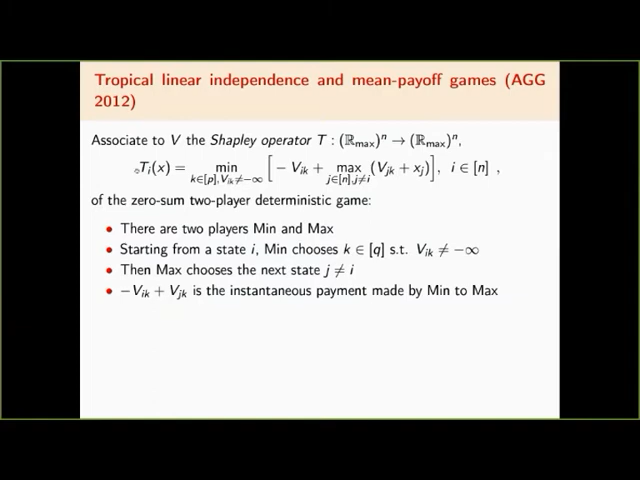 Tropical linear independence and mean-payoff games (AGG
2012)
Associate to V the Shapley operator T : (ℝmax)ⁿ → (ℝmax)ⁿ,
Tᵢ(x) = min_{k∈[p],Vᵢₖ≠−∞} [ − Vᵢₖ + max_{j∈[n],j≠i} (Vⱼₖ + xⱼ) ], i ∈ [n] ,
of the zero-sum two-player deterministic game:
• There are two players Min and Max
• Starting from a state i, Min chooses k ∈ [q] s.t. Vᵢₖ ≠ −∞
• Then Max chooses the next state j ≠ i
• −Vᵢₖ + Vⱼₖ is the instantaneous payment made by Min to Max